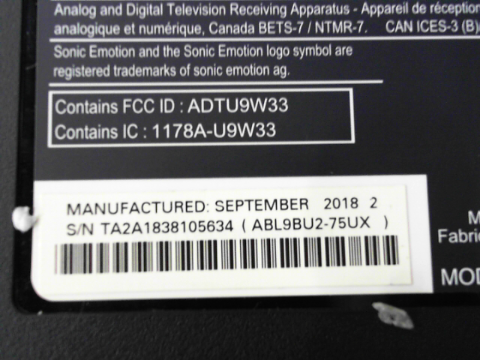 Analog and Digital Television Receiving Apparatus - Appareil de réception
analogique et numérique, Canada BETS-7 / NTMR-7. CAN ICES-3 (B)
Sonic Emotion and the Sonic Emotion logo symbol are
registered trademarks of sonic emotion ag.
Contains FCC ID : ADTU9W33
Contains IC : 1178A-U9W33
MANUFACTURED: SEPTEMBER 2018 2
S/N TA2A1838105634 ( ABL9BU2-75UX )
M
Fabri
MOD